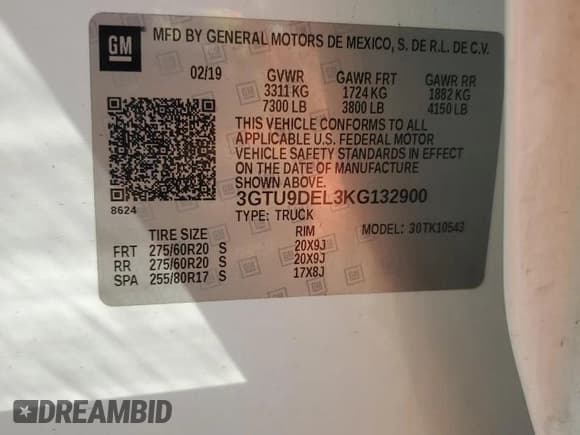 GM MFD BY GENERAL MOTORS DE MEXICO, S. DE R.L. DE C.V.
02/19 GVWR GAWR FRT GAWR RR
3311 KG 1724 KG 1882 KG
7300 LB 3800 LB 4150 LB
THIS VEHICLE CONFORMS TO ALL
APPLICABLE U.S. FEDERAL MOTOR
VEHICLE SAFETY STANDARDS IN EFFECT
ON THE DATE OF MANUFACTURE
SHOWN ABOVE.
3GTU9DEL3KG132900
8624
TYPE: TRUCK MODEL: 30TK10543
TIRE SIZE RIM
FRT 275/60R20 S 20X9J
RR 275/60R20 S 20X9J
SPA 255/80R17 S 17X8J
DREAMBID